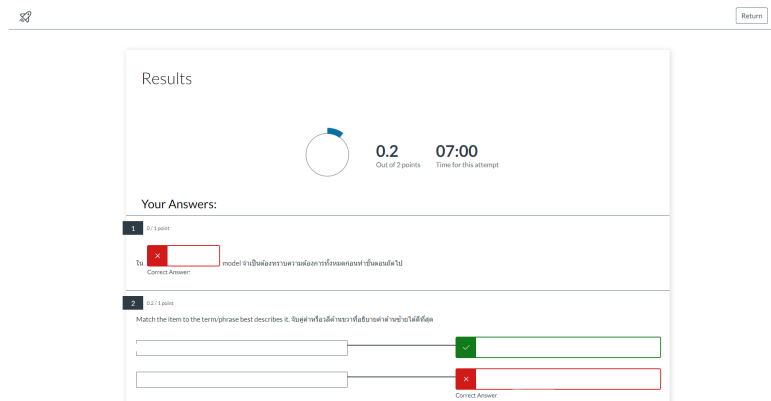 Return
Results
0.2
Out of 2 points
07:00
Time for this attempt
Your Answers:
1
0 / 1 point
ใน model จำเป็นต้องทราบความต้องการทั้งหมดก่อนทำขั้นตอนถัดไป
Correct Answer:
2
0.2 / 1 point
Match the item to the term/phrase best describes it. จับคู่คำหรือวลีด้านขวาที่อธิบายคำด้านซ้ายได้ดีที่สุด
Correct Answer